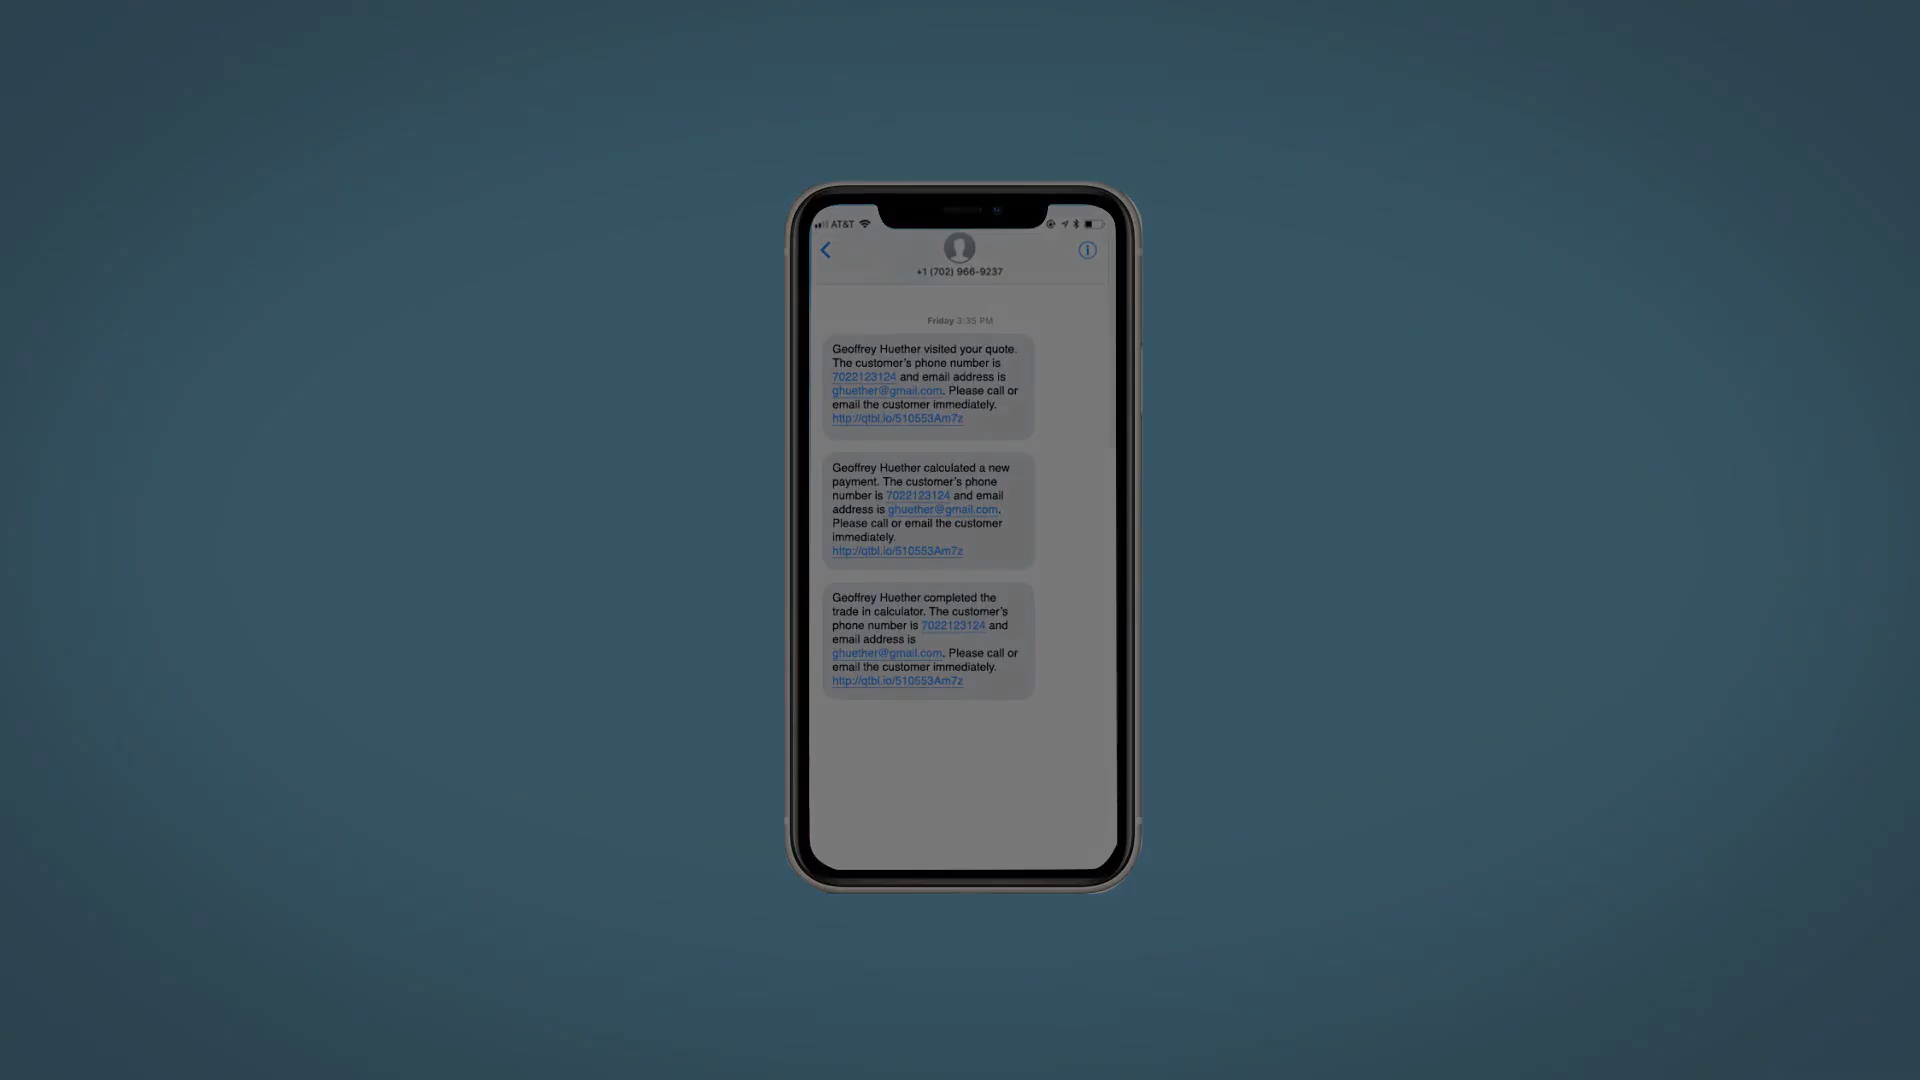 AT&T
+1 (702) 966-9237
Friday 3:35 PM
Geoffrey Huether visited your quote.
The customer's phone number is
7022123124 and email address is
ghuether@gmail.com. Please call or
email the customer immediately.
http://qtbl.io/510553Am7z
Geoffrey Huether calculated a new
payment. The customer's phone
number is 7022123124 and email
address is ghuether@gmail.com.
Please call or email the customer
immediately.
http://qtbl.io/510553Am7z
Geoffrey Huether completed the
trade in calculator. The customer's
phone number is 7022123124 and
email address is
ghuether@gmail.com. Please call or
email the customer immediately.
http://qtbl.io/510553Am7z